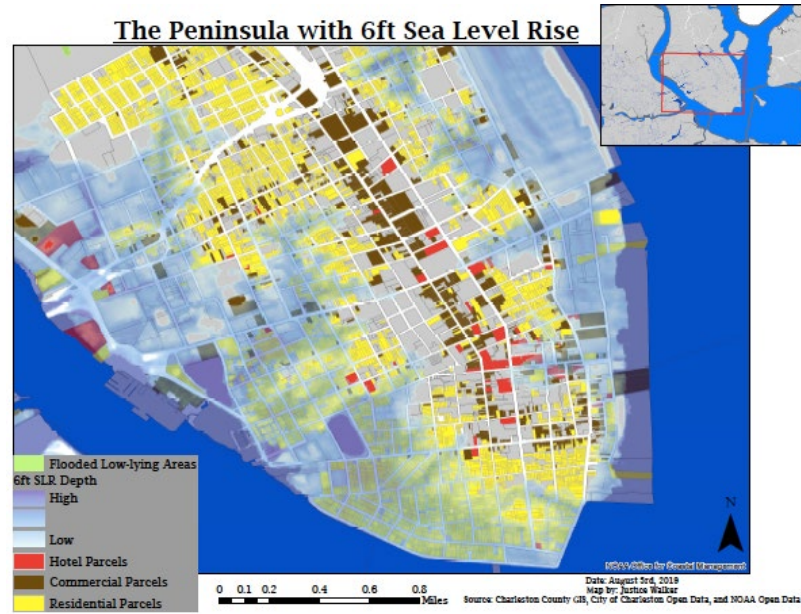 The Peninsula with 6ft Sea Level Rise
Flooded Low-lying Areas
6ft SLR Depth
High
Low
Hotel Parcels
Commercial Parcels
Residential Parcels
0 0.1 0.2 0.4 0.6 0.8
Miles
N
NOAA Office for Coastal Management
Date: August 3rd, 2019
Map by: Justice Walker
Source: Charleston County GIS, City of Charleston Open Data, and NOAA Open Data